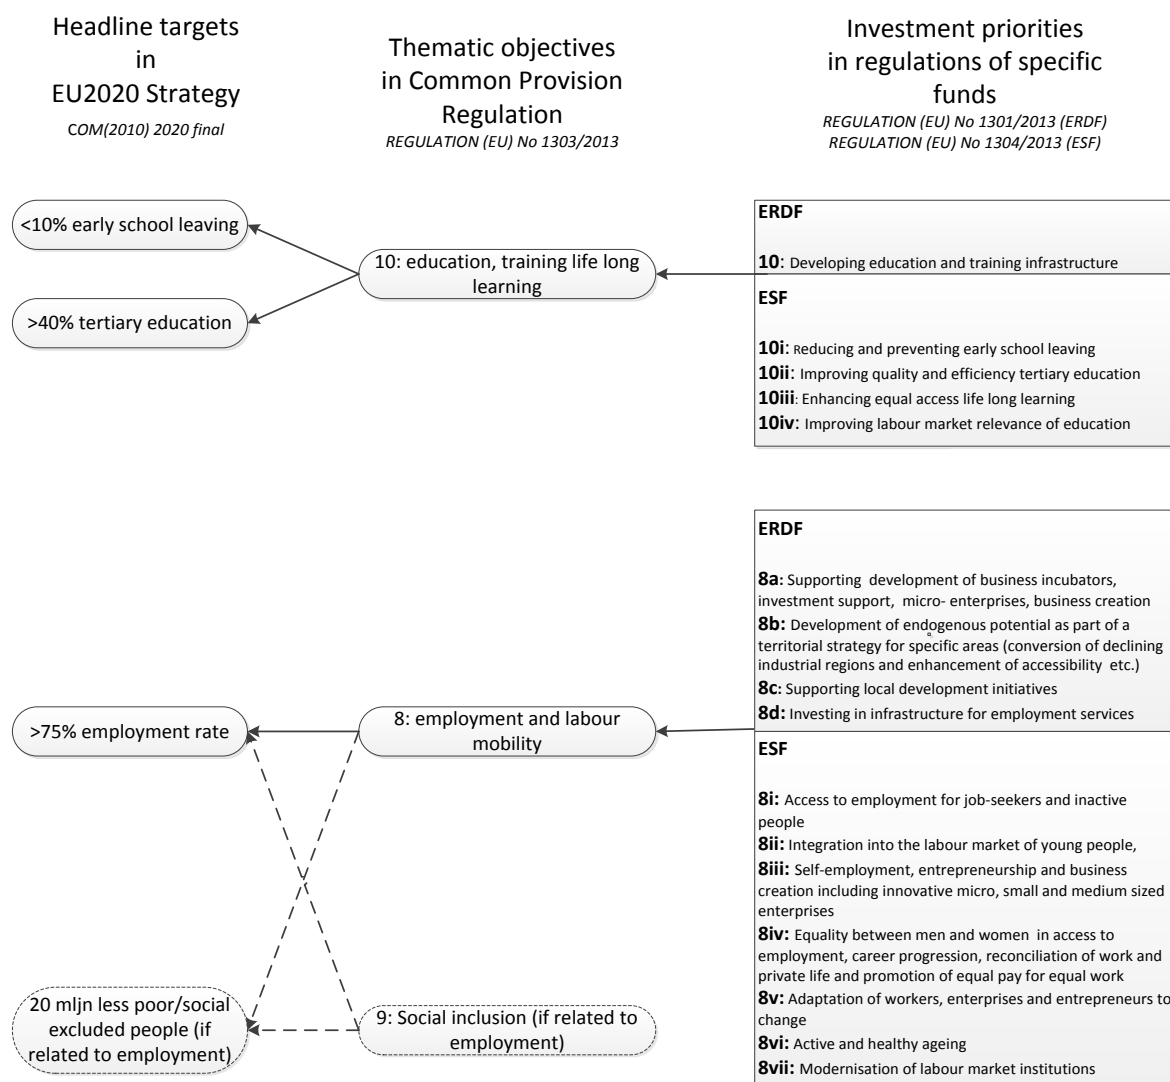 Headline targets
in
EU2020 Strategy
COM(2010) 2020 final
Thematic objectives
in Common Provision
Regulation
REGULATION (EU) No 1303/2013
Investment priorities
in regulations of specific
funds
REGULATION (EU) No 1301/2013 (ERDF)
REGULATION (EU) No 1304/2013 (ESF)
<10% early school leaving
>40% tertiary education
10: education, training life long
learning
ERDF
10: Developing education and training infrastructure
ESF
10i: Reducing and preventing early school leaving
10ii: Improving quality and efficiency tertiary education
10iii: Enhancing equal access life long learning
10iv: Improving labour market relevance of education
>75% employment rate
8: employment and labour
mobility
ERDF
8a: Supporting development of business incubators,
investment support, micro- enterprises, business creation
8b: Development of endogenous potential as part of a
territorial strategy for specific areas (conversion of declining
industrial regions and enhancement of accessibility etc.)
8c: Supporting local development initiatives
8d: Investing in infrastructure for employment services
ESF
8i: Access to employment for job-seekers and inactive
people
8ii: Integration into the labour market of young people,
8iii: Self-employment, entrepreneurship and business
creation including innovative micro, small and medium sized
enterprises
8iv: Equality between men and women in access to
employment, career progression, reconciliation of work and
private life and promotion of equal pay for equal work
8v: Adaptation of workers, enterprises and entrepreneurs to
change
8vi: Active and healthy ageing
8vii: Modernisation of labour market institutions
20 mljn less poor/social
excluded people (if
related to employment)
9: Social inclusion (if related to
employment)